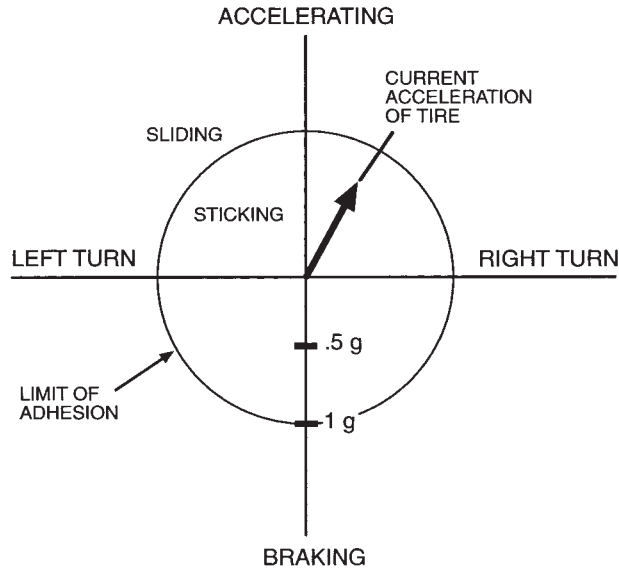 ACCELERATING
CURRENT
ACCELERATION
OF TIRE
SLIDING
STICKING
LEFT TURN
RIGHT TURN
.5 g
LIMIT OF
ADHESION
1 g
BRAKING